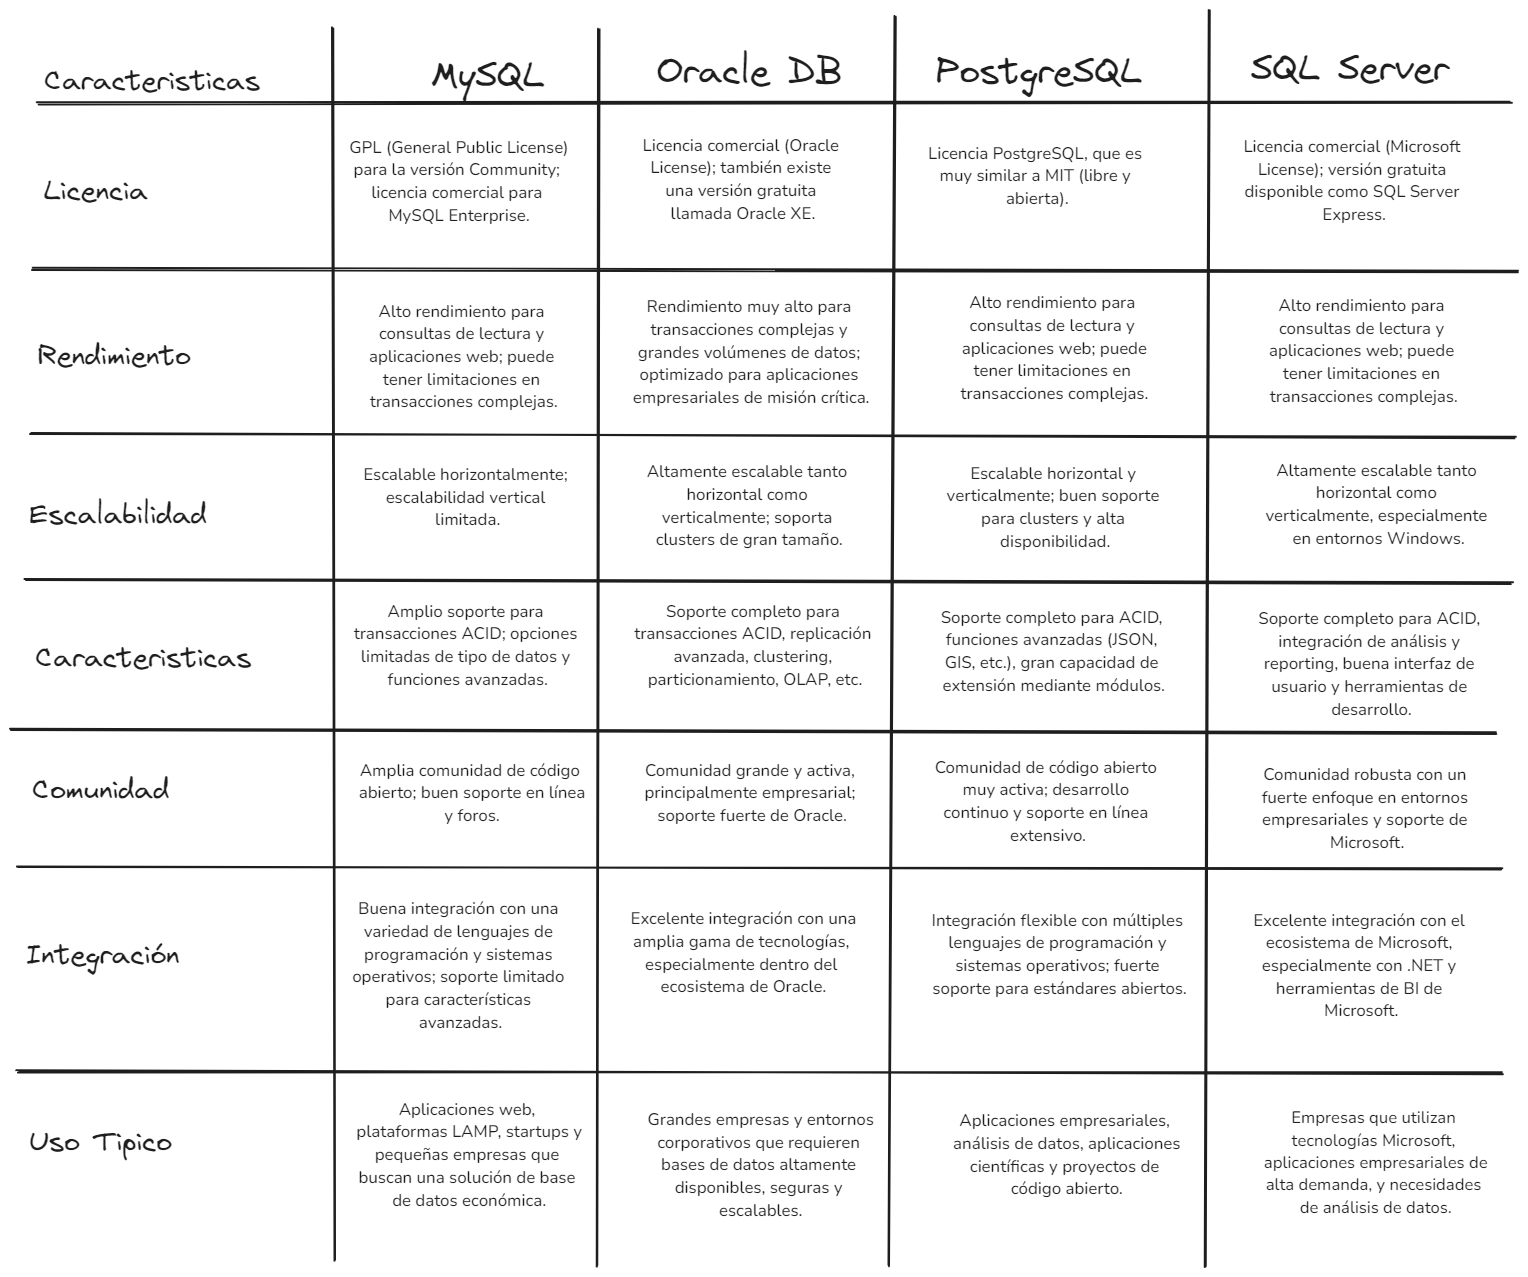 Caracteristicas
MySQL
Oracle DB
PostgreSQL
SQL Server
Licencia
GPL (General Public License)
para la versión Community;
licencia comercial para
MySQL Enterprise.
Licencia comercial (Oracle
License); también existe
una versión gratuita
llamada Oracle XE.
Licencia PostgreSQL, que es
muy similar a MIT (libre y
abierta).
Licencia comercial (Microsoft
License); versión gratuita
disponible como SQL Server
Express.
Rendimiento
Alto rendimiento para
consultas de lectura y
aplicaciones web; puede
tener limitaciones en
transacciones complejas.
Rendimiento muy alto para
transacciones complejas y
grandes volúmenes de datos;
optimizado para aplicaciones
empresariales de misión crítica.
Alto rendimiento para
consultas de lectura y
aplicaciones web; puede
tener limitaciones en
transacciones complejas.
Alto rendimiento para
consultas de lectura y
aplicaciones web; puede
tener limitaciones en
transacciones complejas.
Escalabilidad
Escalable horizontalmente;
escalabilidad vertical
limitada.
Altamente escalable tanto
horizontal como
verticalmente; soporta
clusters de gran tamaño.
Escalable horizontal y
verticalmente; buen soporte
para clusters y alta
disponibilidad.
Altamente escalable tanto
horizontal como
verticalmente, especialmente
en entornos Windows.
Caracteristicas
Amplio soporte para
transacciones ACID; opciones
limitadas de tipo de datos y
funciones avanzadas.
Soporte completo para
transacciones ACID, replicación
avanzada, clustering,
particionamiento, OLAP, etc.
Soporte completo para ACID,
funciones avanzadas (JSON,
GIS, etc.), gran capacidad de
extensión mediante módulos.
Soporte completo para ACID,
integración de análisis y
reporting, buena interfaz de
usuario y herramientas de
desarrollo.
Comunidad
Amplia comunidad de código
abierto; buen soporte en línea
y foros.
Comunidad grande y activa,
principalmente empresarial;
soporte fuerte de Oracle.
Comunidad de código abierto
muy activa; desarrollo
continuo y soporte en línea
extensivo.
Comunidad robusta con un
fuerte enfoque en entornos
empresariales y soporte de
Microsoft.
Integración
Buena integración con una
variedad de lenguajes de
programación y sistemas
operativos; soporte limitado
para características
avanzadas.
Excelente integración con una
amplia gama de tecnologías,
especialmente dentro del
ecosistema de Oracle.
Integración flexible con múltiples
lenguajes de programación y
sistemas operativos; fuerte
soporte para estándares abiertos.
Excelente integración con el
ecosistema de Microsoft,
especialmente con .NET y
herramientas de BI de
Microsoft.
Uso Tipico
Aplicaciones web,
plataformas LAMP, startups y
pequeñas empresas que
buscan una solución de base
de datos económica.
Grandes empresas y entornos
corporativos que requieren
bases de datos altamente
disponibles, seguras y
escalables.
Aplicaciones empresariales,
análisis de datos, aplicaciones
científicas y proyectos de
código abierto.
Empresas que utilizan
tecnologías Microsoft,
aplicaciones empresariales de
alta demanda, y necesidades
de análisis de datos.